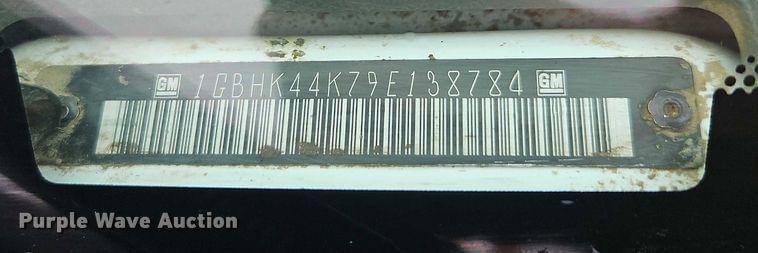 GM 1GBHK44K79E138784 GM
Purple Wave Auction